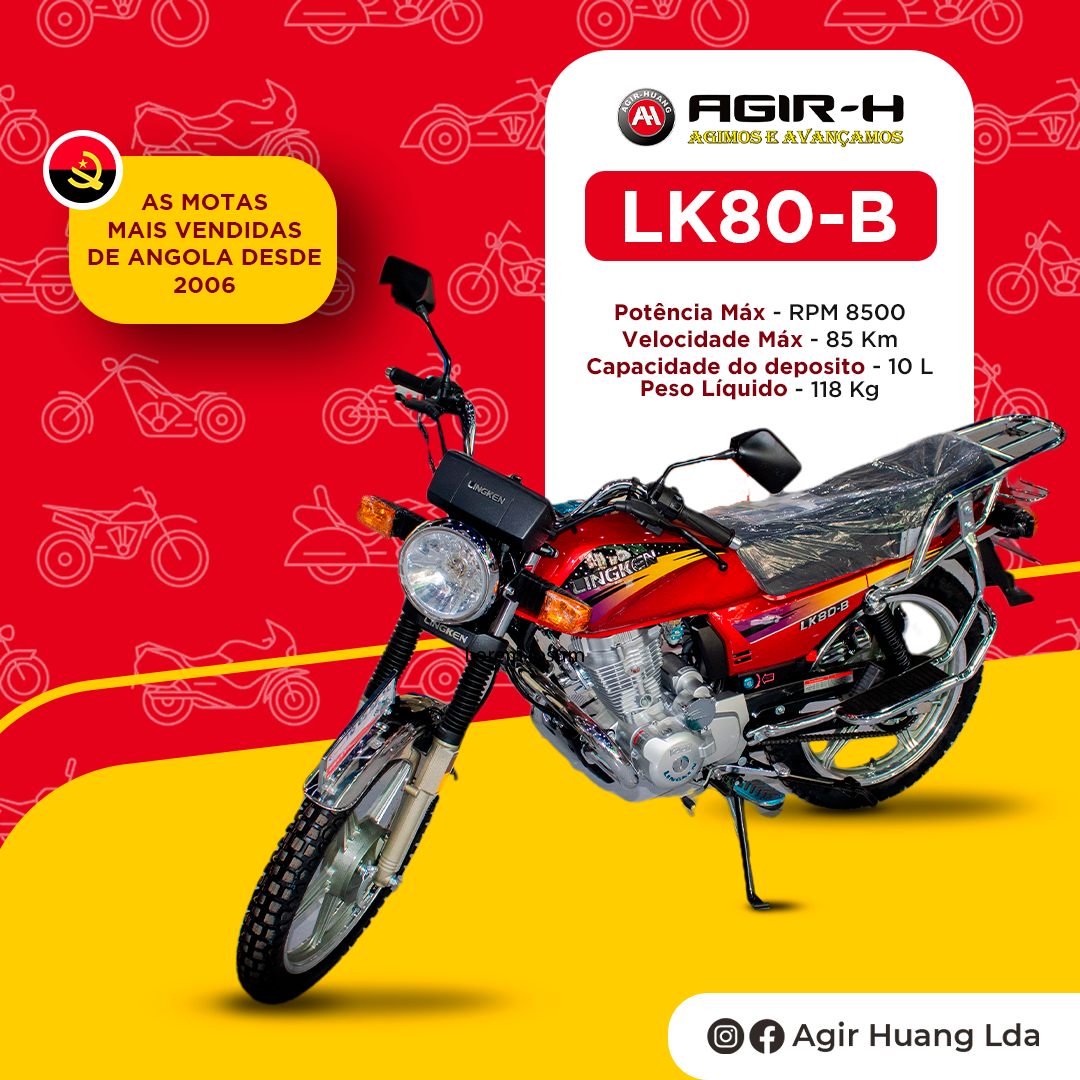 AGIR-HUANG
AH
AGIR-H
AGIMOS E AVANÇAMOS
LK80-B
AS MOTAS
MAIS VENDIDAS
DE ANGOLA DESDE
2006
Potência Máx - RPM 8500
Velocidade Máx - 85 Km
Capacidade do deposito - 10 L
Peso Líquido - 118 Kg
LINGKEN
LINGKEN
LINGKEN
LK80-B
Agir Huang Lda